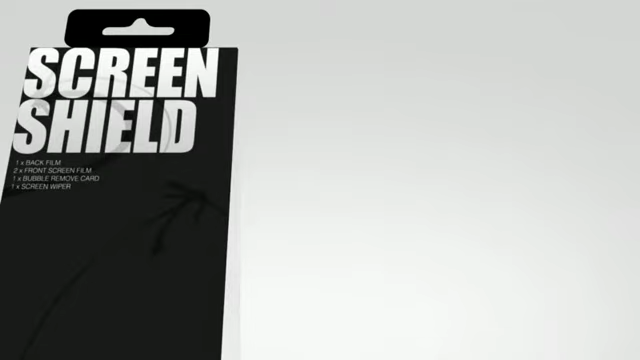 SCREEN
SHIELD
1 x BACK FILM
2 x FRONT SCREEN FILM
1 x BUBBLE REMOVE CARD
1 x SCREEN WIPER